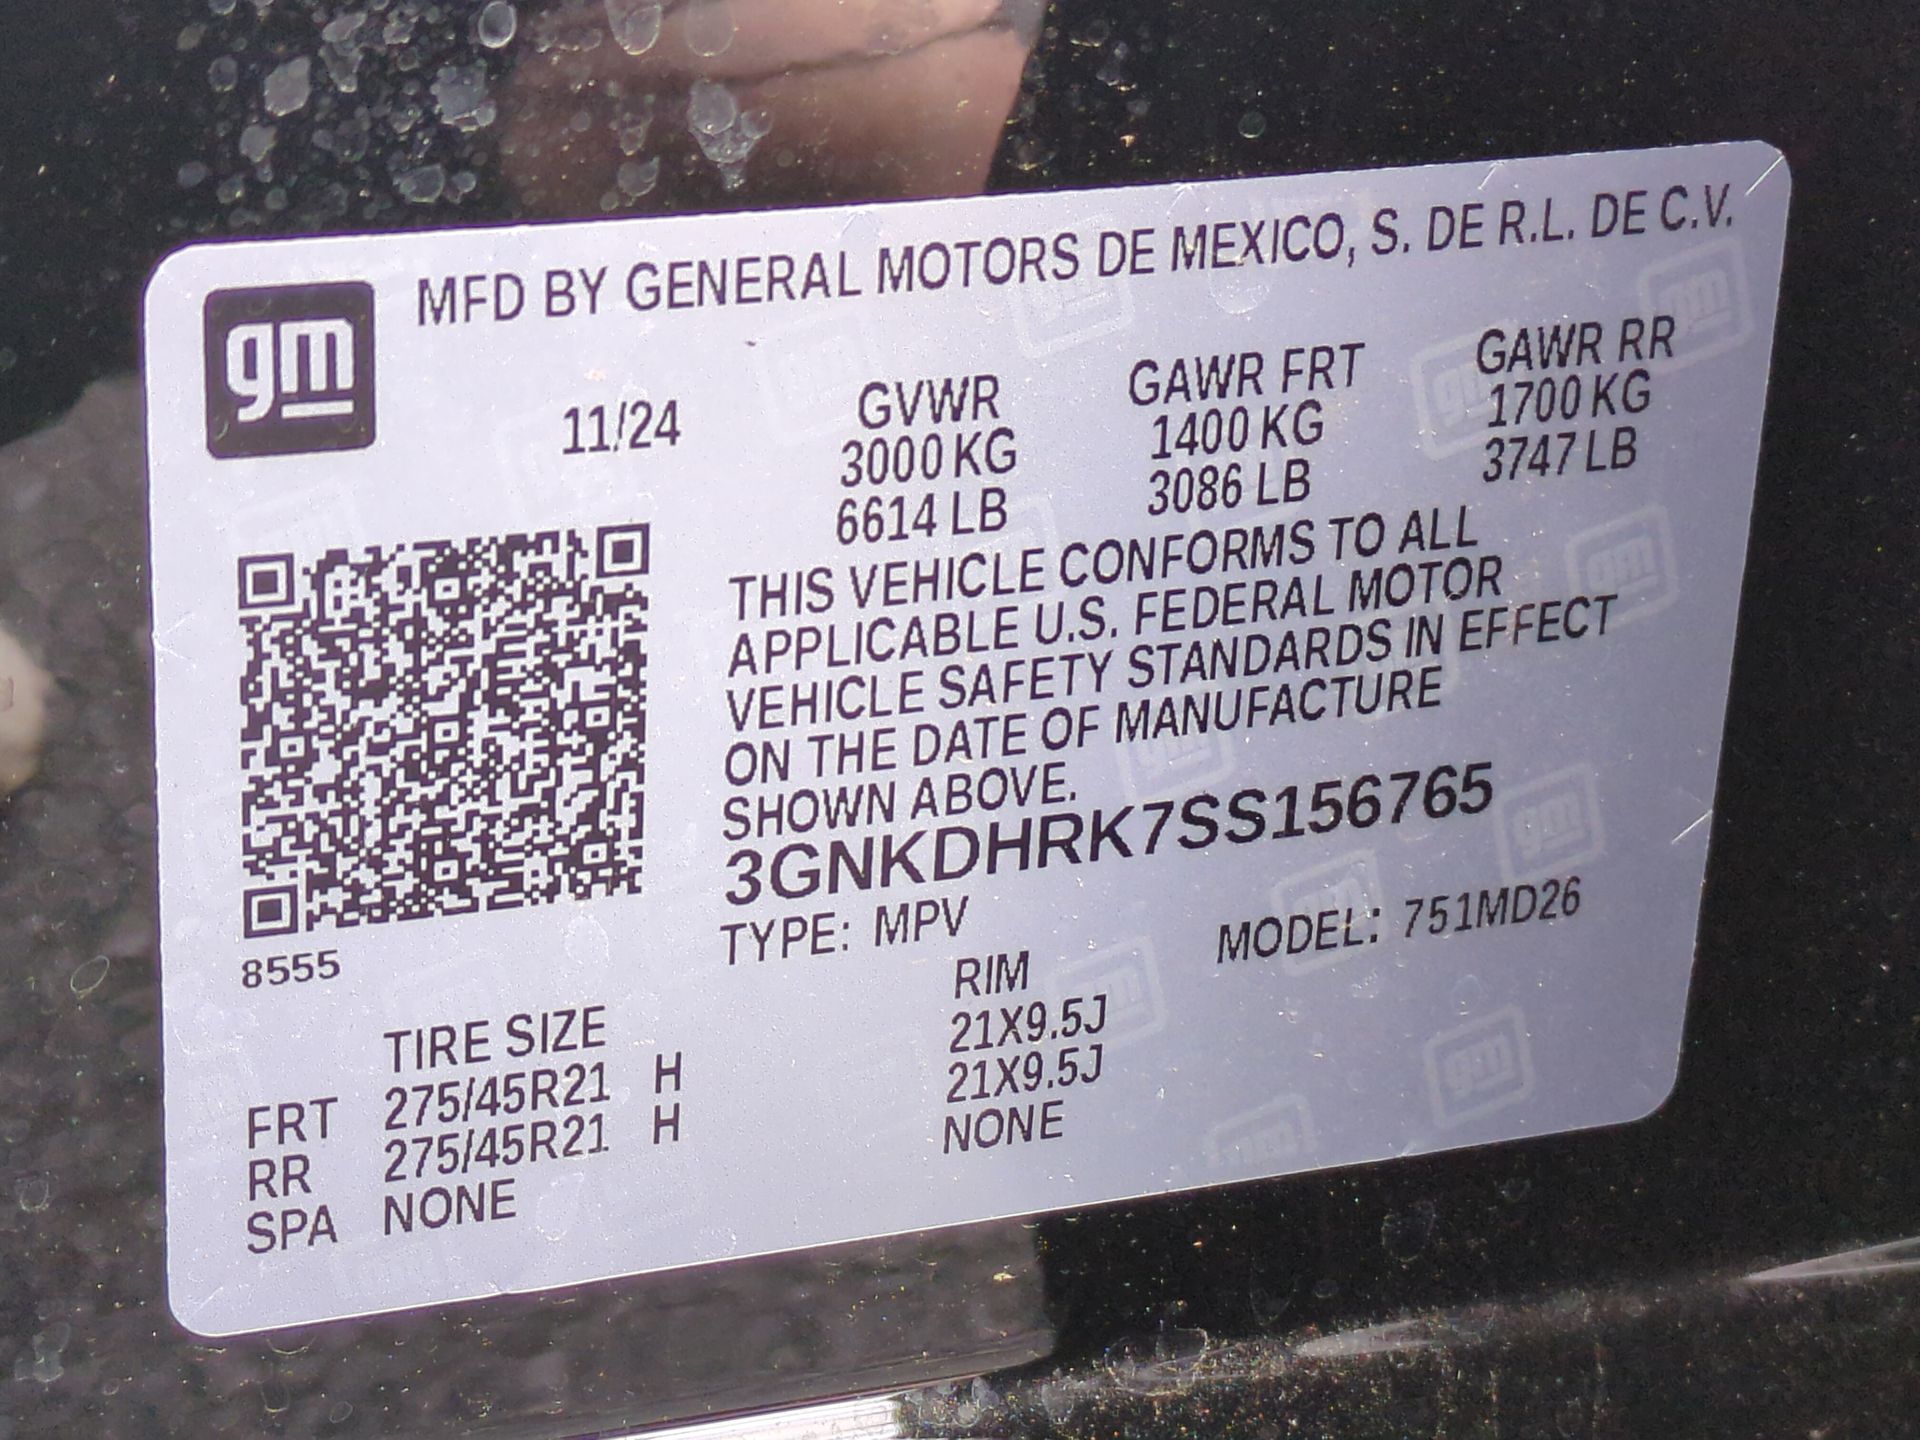 gm
MFD BY GENERAL MOTORS DE MEXICO, S. DE R.L. DE C.V.
11/24
GVWR GAWR FRT GAWR RR
3000 KG 1400 KG 1700 KG
6614 LB 3086 LB 3747 LB
THIS VEHICLE CONFORMS TO ALL
APPLICABLE U.S. FEDERAL MOTOR
VEHICLE SAFETY STANDARDS IN EFFECT
ON THE DATE OF MANUFACTURE
SHOWN ABOVE.
3GNKDHRK7SS156765
TYPE: MPV MODEL: 751MD26
8555
TIRE SIZE RIM
FRT 275/45R21 H 21X9.5J
RR 275/45R21 H 21X9.5J
SPA NONE NONE